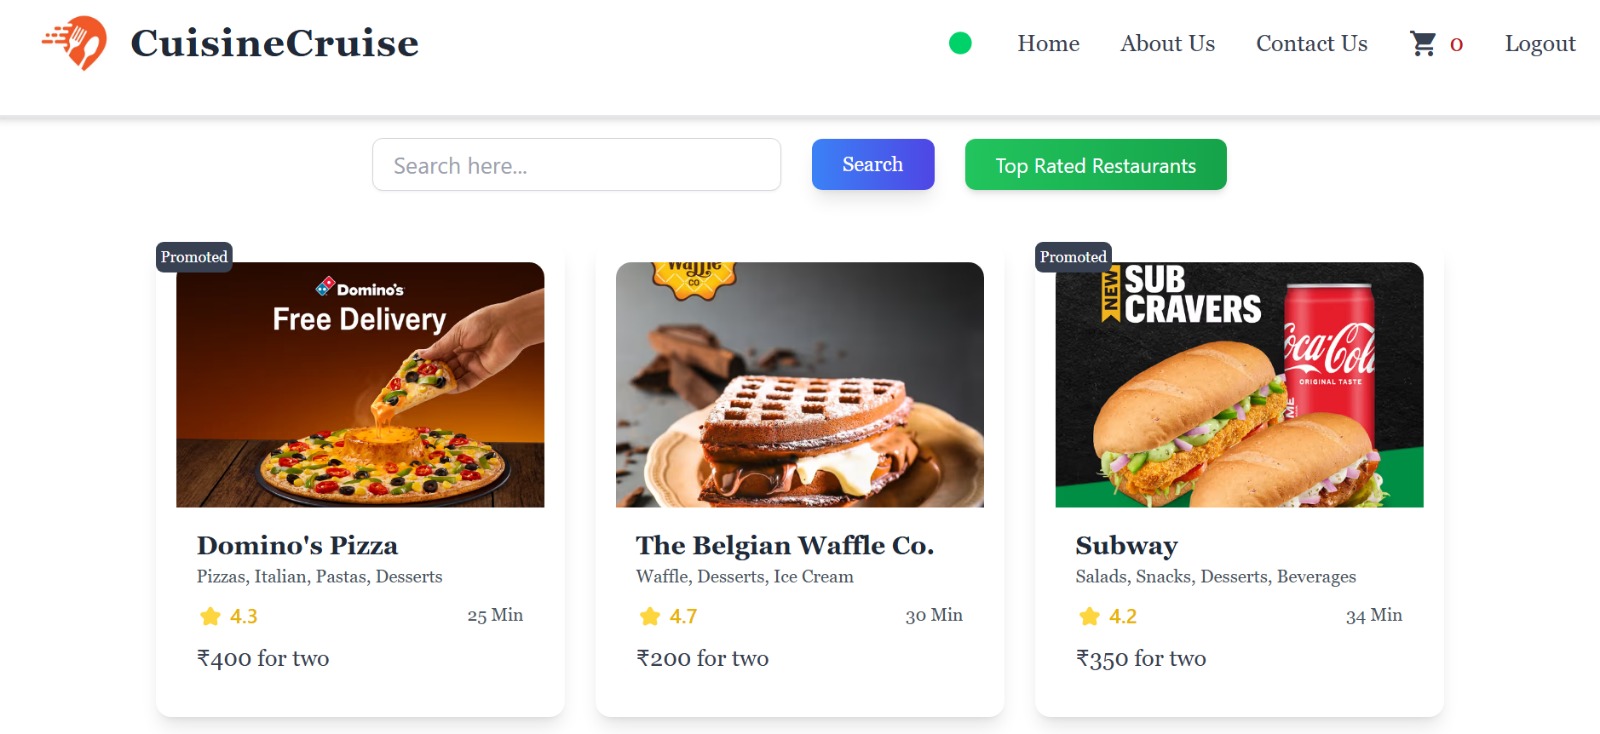 CuisineCruise
Home About Us Contact Us 0 Logout
Search here...
Search
Top Rated Restaurants
Promoted
Domino's
Free Delivery
Domino's Pizza
Pizzas, Italian, Pastas, Desserts
4.3 25 Min
₹400 for two
Waffle
CO
The Belgian Waffle Co.
Waffle, Desserts, Ice Cream
4.7 30 Min
₹200 for two
Promoted
NEW
SUB
CRAVERS
Coca-Cola
ORIGINAL TASTE
Subway
Salads, Snacks, Desserts, Beverages
4.2 34 Min
₹350 for two